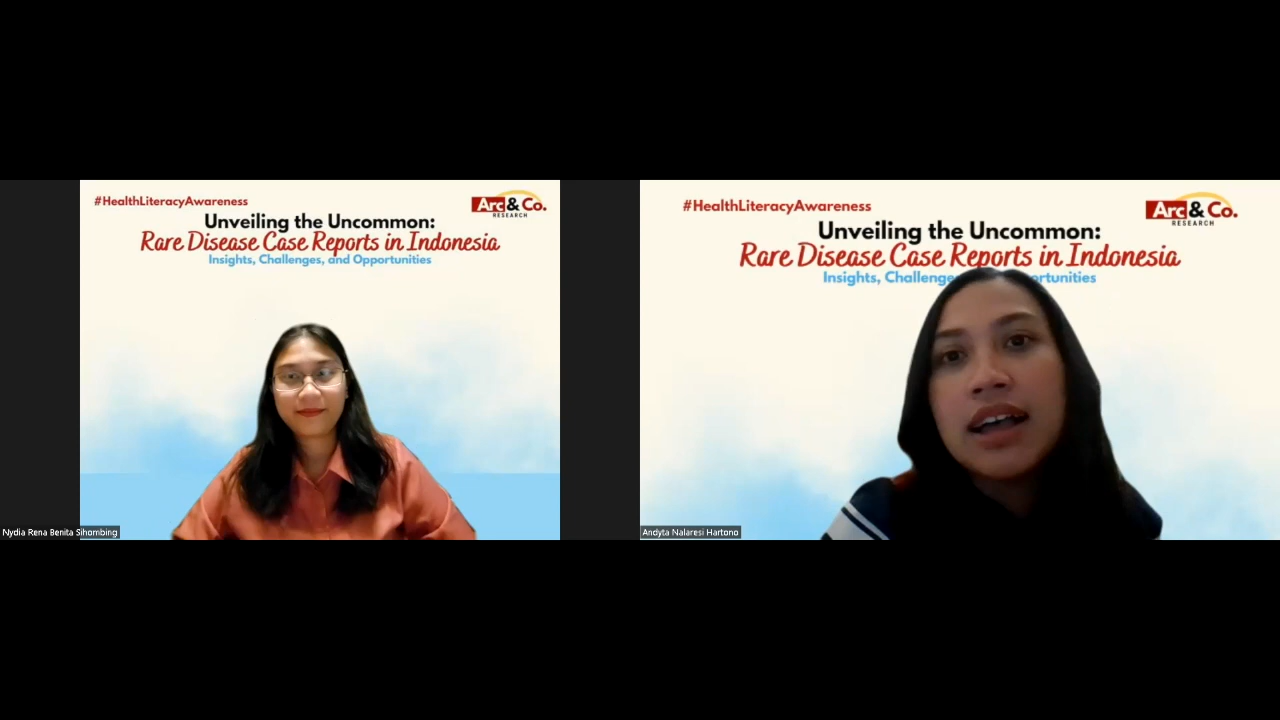 #HealthLiteracyAwareness
Arc & Co.
RESEARCH
Unveiling the Uncommon:
Rare Disease Case Reports in Indonesia
Insights, Challenges, and Opportunities
Nydia Rena Benita Sihombing
#HealthLiteracyAwareness
Arc & Co.
RESEARCH
Unveiling the Uncommon:
Rare Disease Case Reports in Indonesia
Insights, Challenge ortunities
Andyta Nalaresi Hartono